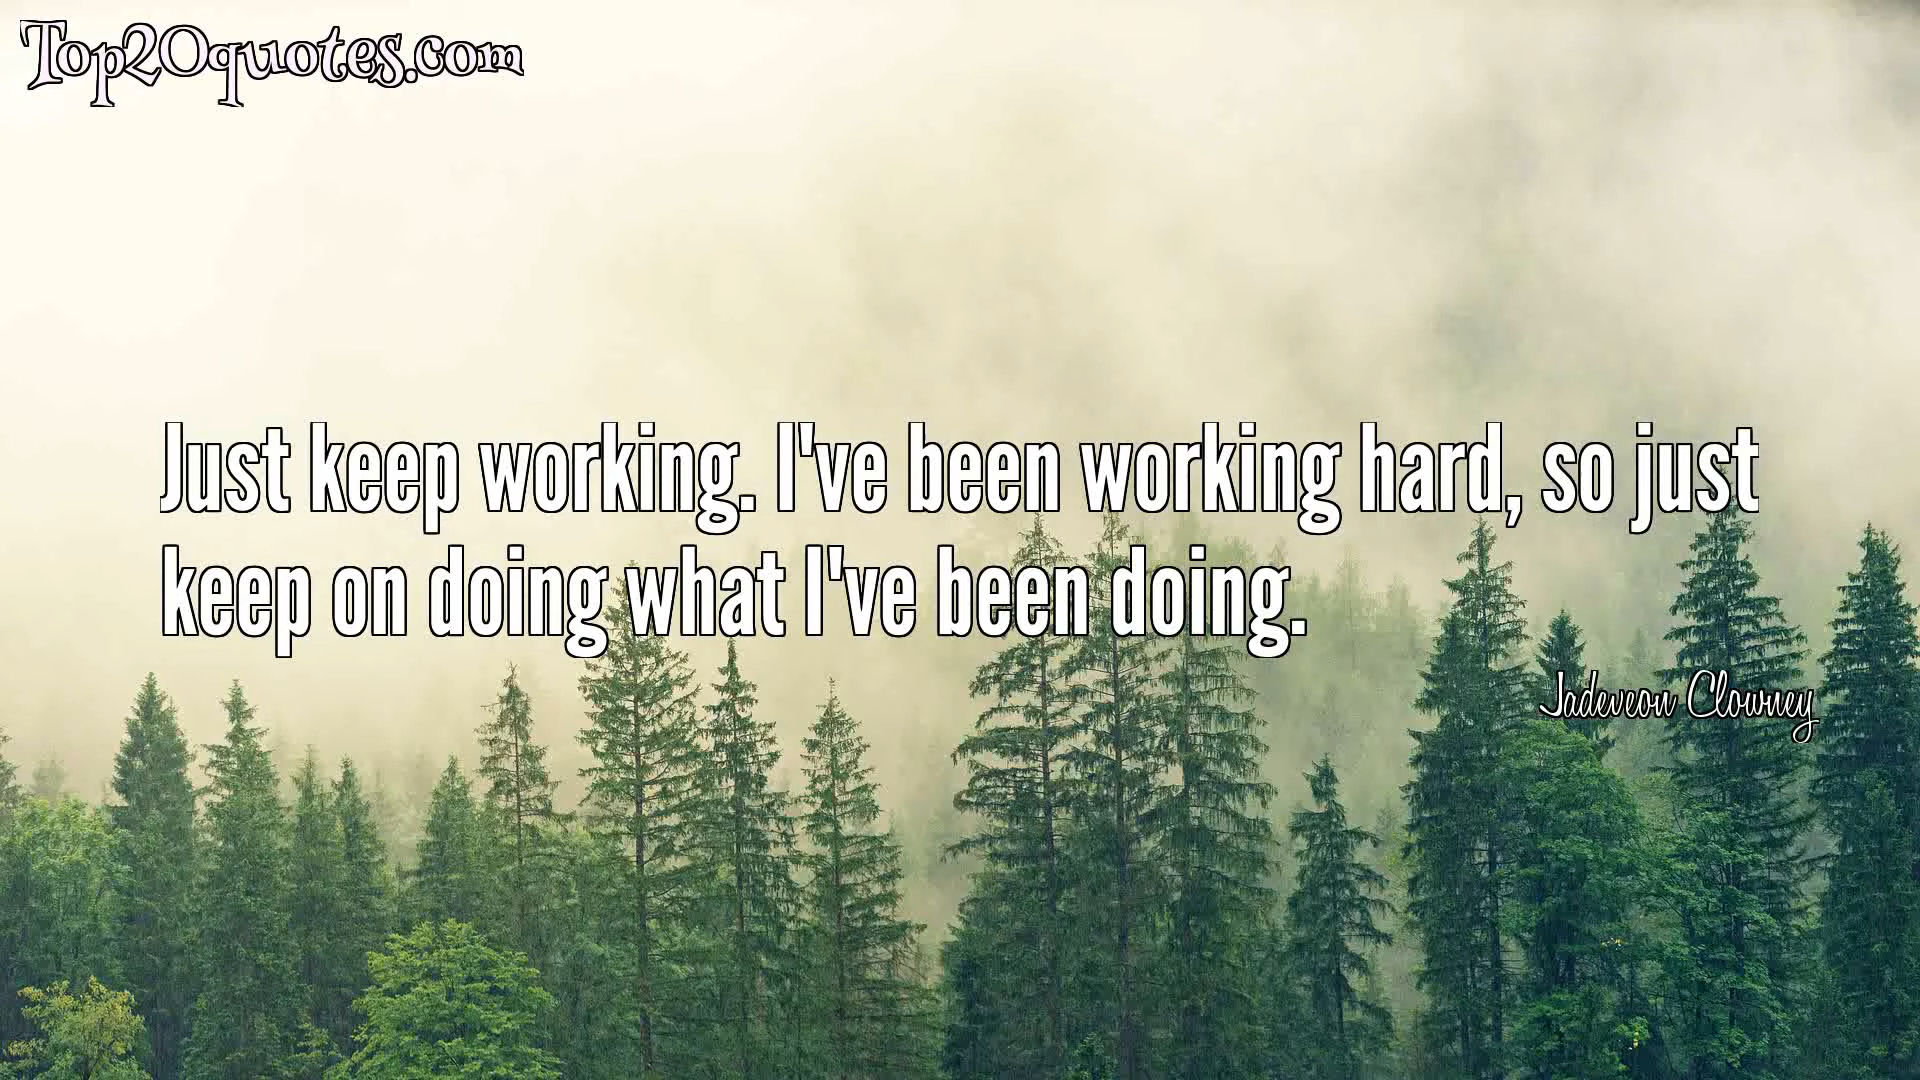 Top20quotes.com
Just keep working. I've been working hard, so just
keep on doing what I've been doing.
Jadeveon Clowney